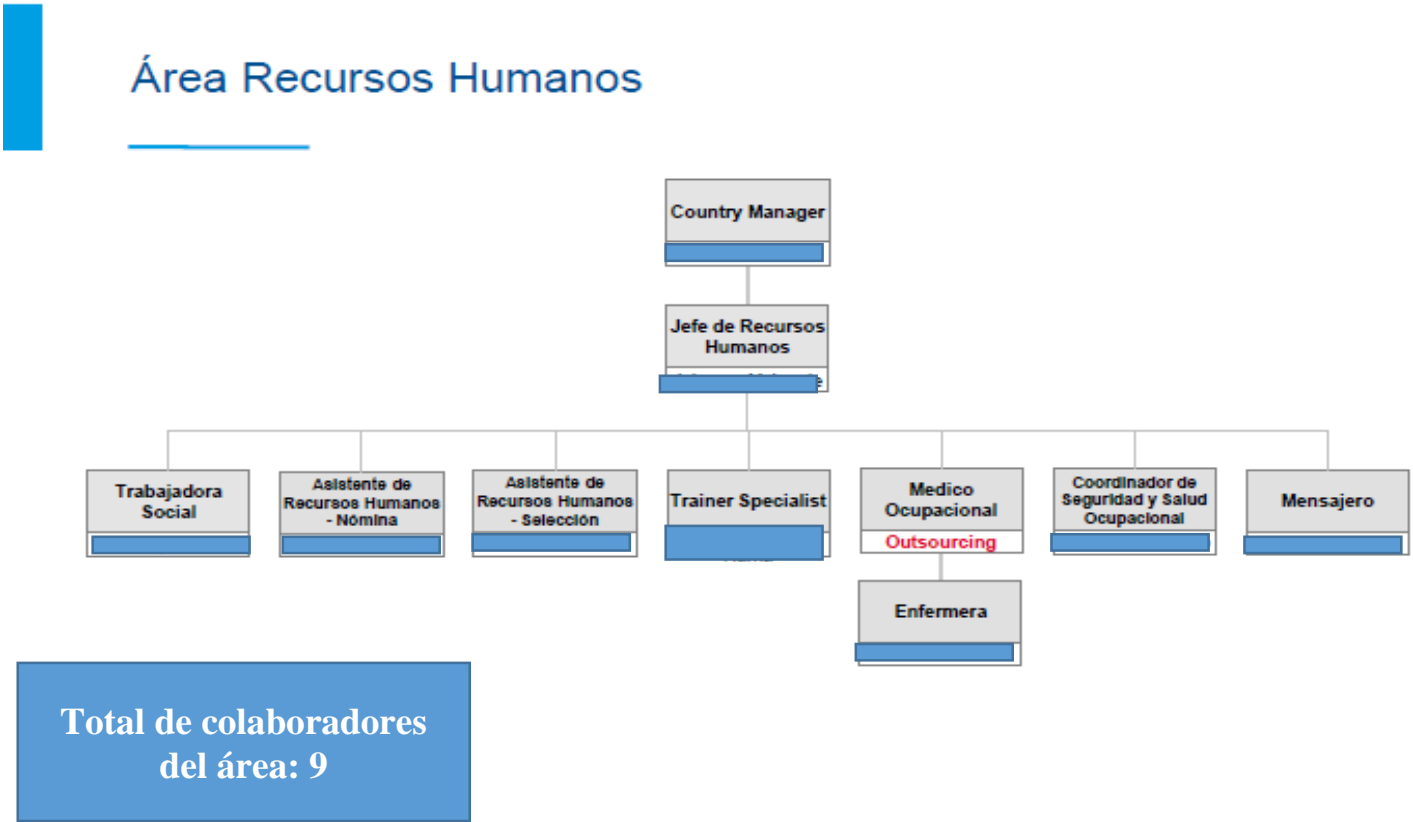 Área Recursos Humanos
Country Manager
Jefe de Recursos
Humanos
Trabajadora
Social
Asistente de
Recursos Humanos
- Nómina
Asistente de
Recursos Humanos
- Selección
Trainer Specialist
Medico
Ocupacional
Outsourcing
Coordinador de
Seguridad y Salud
Ocupacional
Mensajero
Enfermera
Total de colaboradores
del área: 9